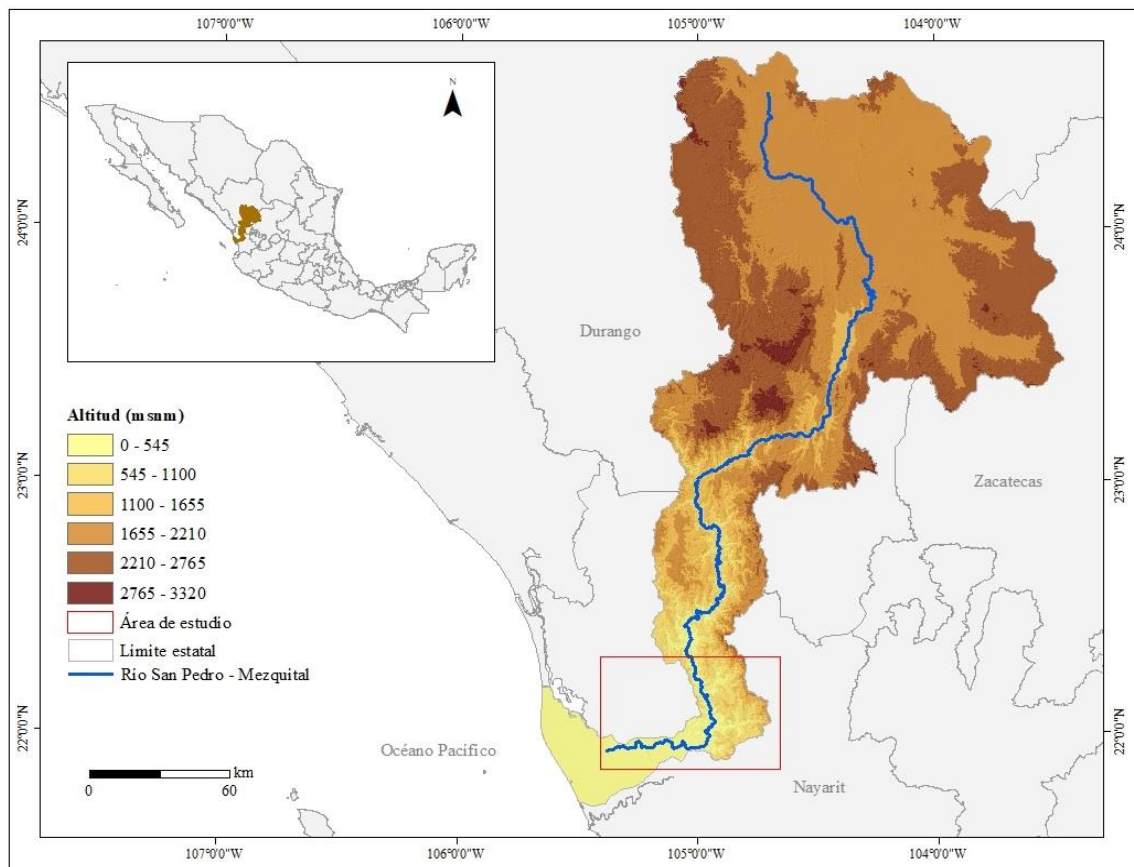 107°0'0"W
106°0'0"W
105°0'0"W
104°0'0"W
N
24°0'0"N
24°0'0"N
Durango
Altitud (msnm)
0 - 545
545 - 1100
1100 - 1655
1655 - 2210
2210 - 2765
2765 - 3320
Área de estudio
Limite estatal
Río San Pedro - Mezquital
23°0'0"N
23°0'0"N
Zacatecas
22°0'0"N
22°0'0"N
Océano Pacifico
Nayarit
km
0
60
107°0'0"W
106°0'0"W
105°0'0"W
104°0'0"W